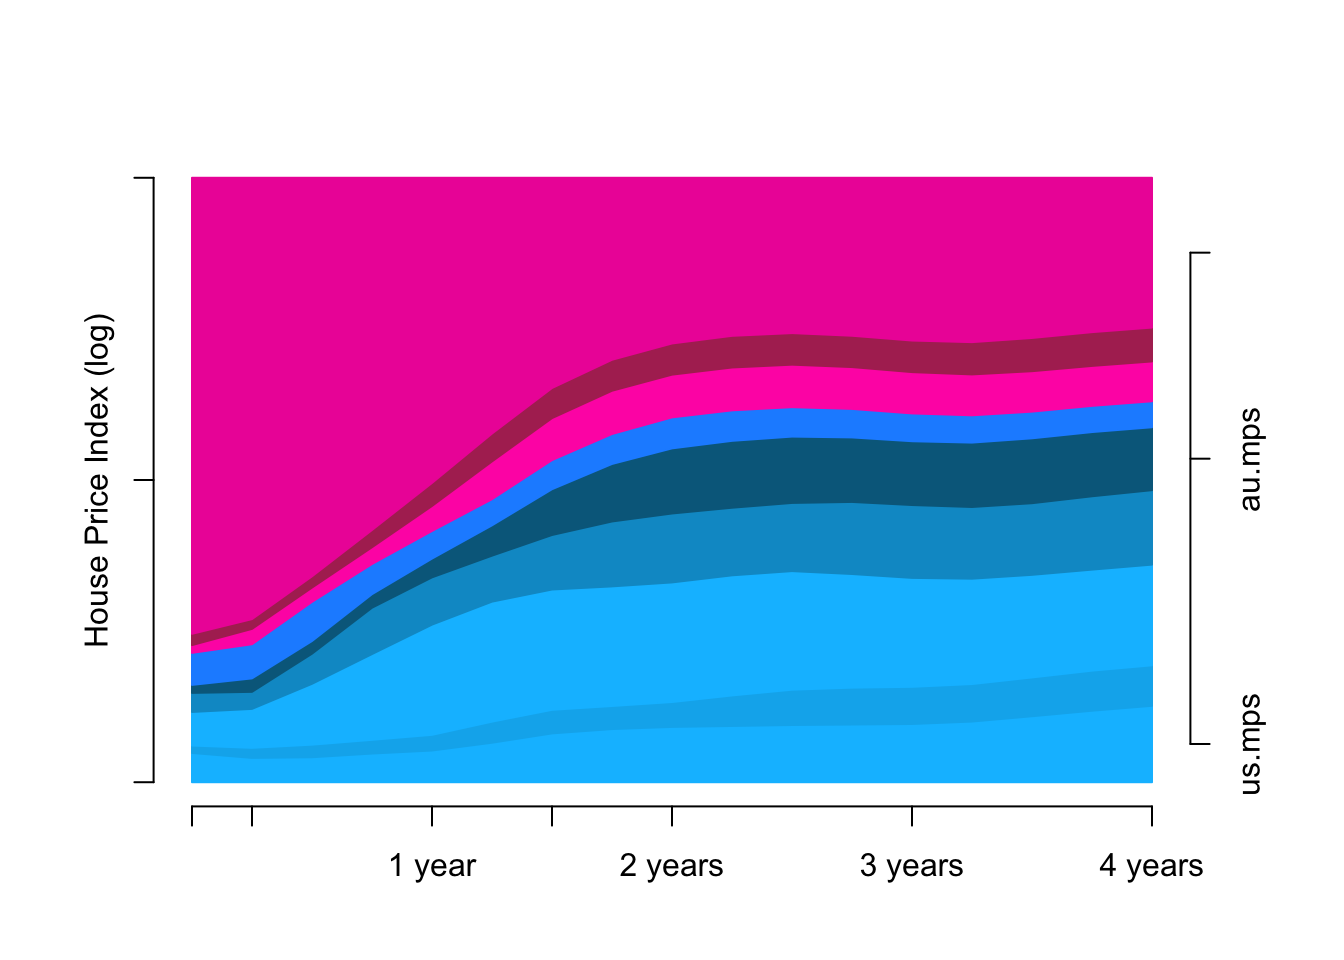 House Price Index (log)
au.mps
us.mps
1 year
2 years
3 years
4 years